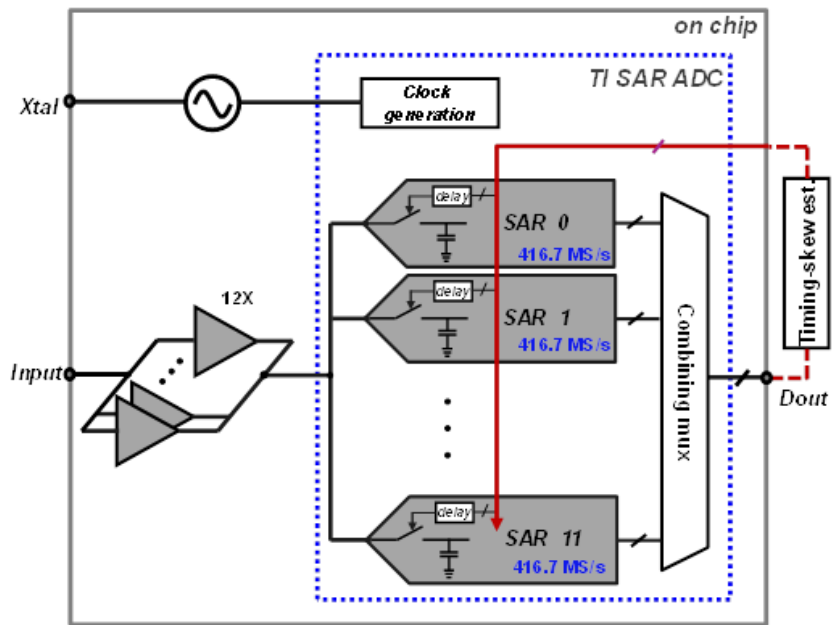 on chip
TI SAR ADC
Xtal
Clock
generation
Timing-skew est.
delay
SAR 0
416.7 MS/s
delay
SAR 1
416.7 MS/s
12X
Input
Combining mux
Dout
delay
SAR 11
416.7 MS/s